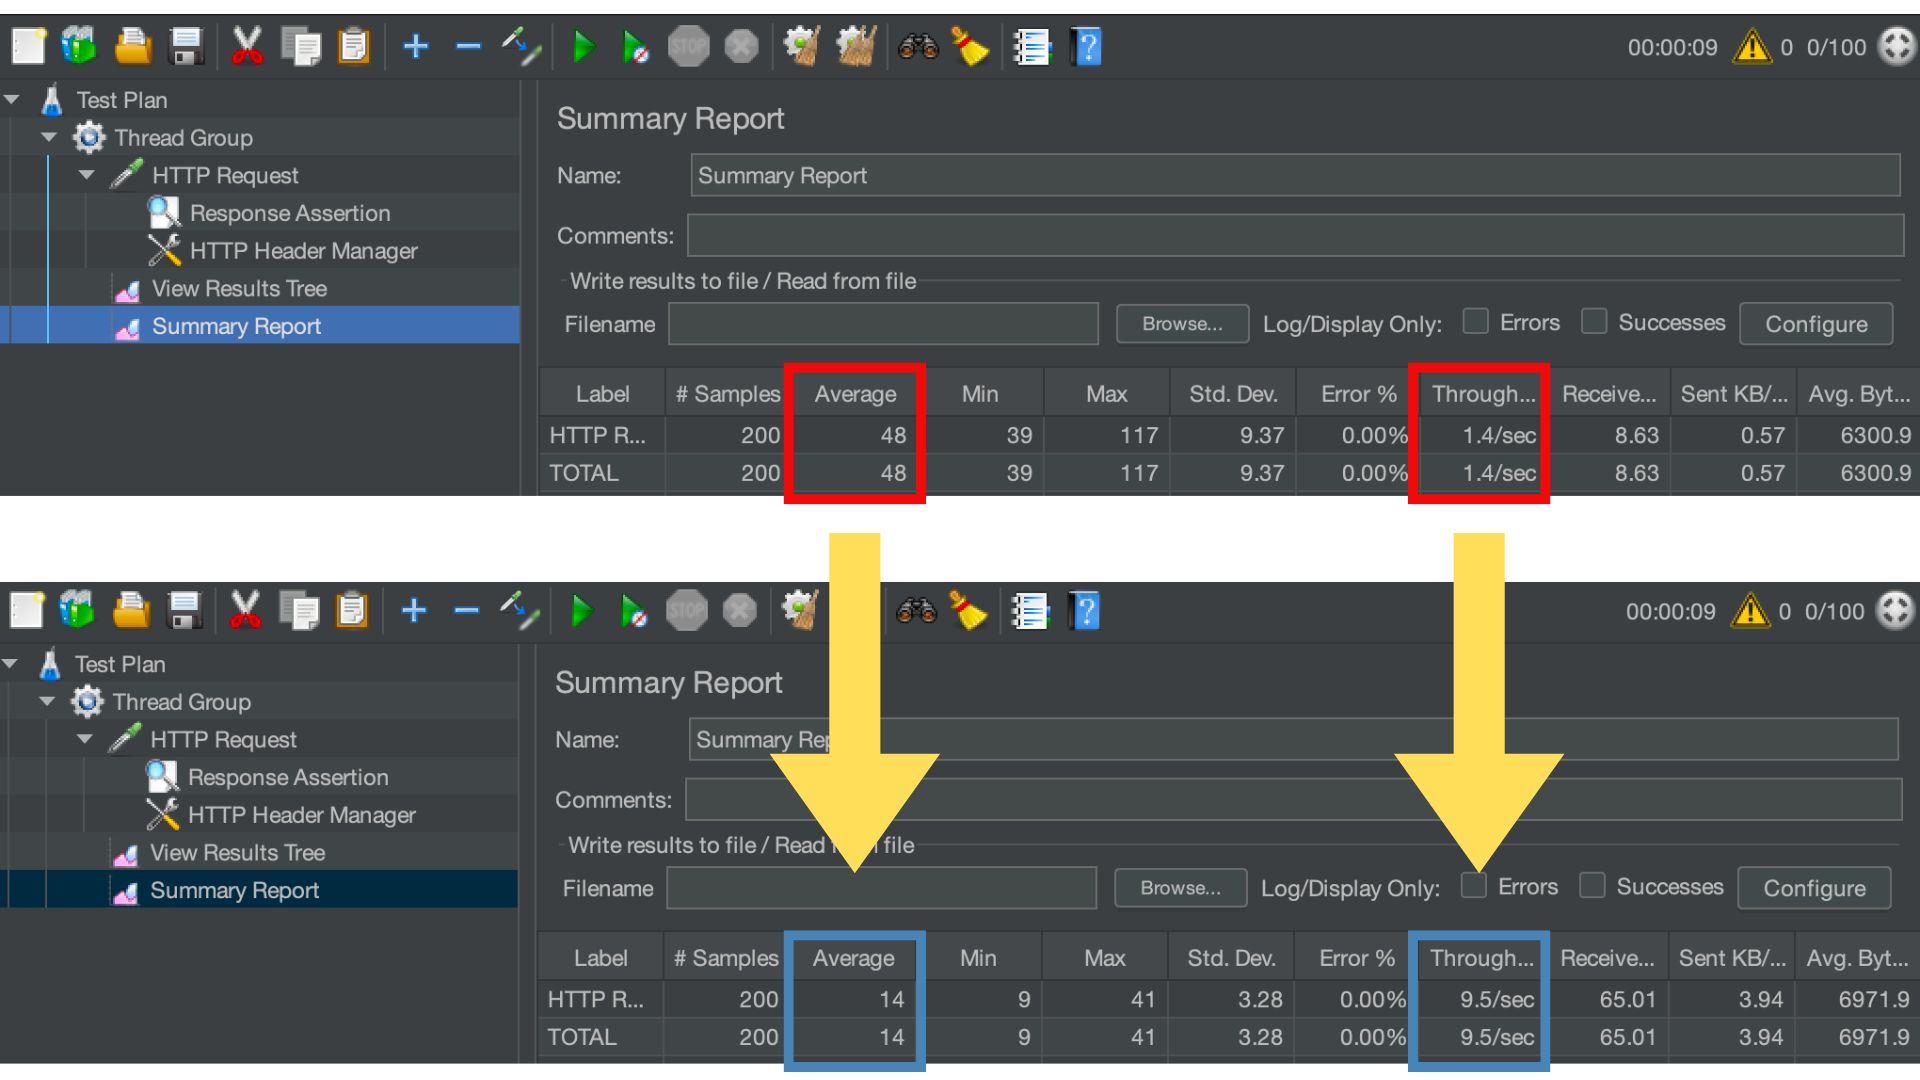 STOP
00:00:09 0 0/100
Test Plan
Thread Group
HTTP Request
Response Assertion
HTTP Header Manager
View Results Tree
Summary Report
Summary Report
Name: Summary Report
Comments:
Write results to file / Read from file
Filename Browse... Log/Display Only: Errors Successes Configure
Label # Samples Average Min Max Std. Dev. Error % Through... Receive... Sent KB/... Avg. Byt...
HTTP R... 200 48 39 117 9.37 0.00% 1.4/sec 8.63 0.57 6300.9
TOTAL 200 48 39 117 9.37 0.00% 1.4/sec 8.63 0.57 6300.9
STOP
00:00:09 0 0/100
Test Plan
Thread Group
HTTP Request
Response Assertion
HTTP Header Manager
View Results Tree
Summary Report
Summary Report
Name: Summary Rep
Comments:
Write results to file / Read file
Filename Browse... Log/Display Only: Errors Successes Configure
Label # Samples Average Min Max Std. Dev. Error % Through... Receive... Sent KB/... Avg. Byt...
HTTP R... 200 14 9 41 3.28 0.00% 9.5/sec 65.01 3.94 6971.9
TOTAL 200 14 9 41 3.28 0.00% 9.5/sec 65.01 3.94 6971.9